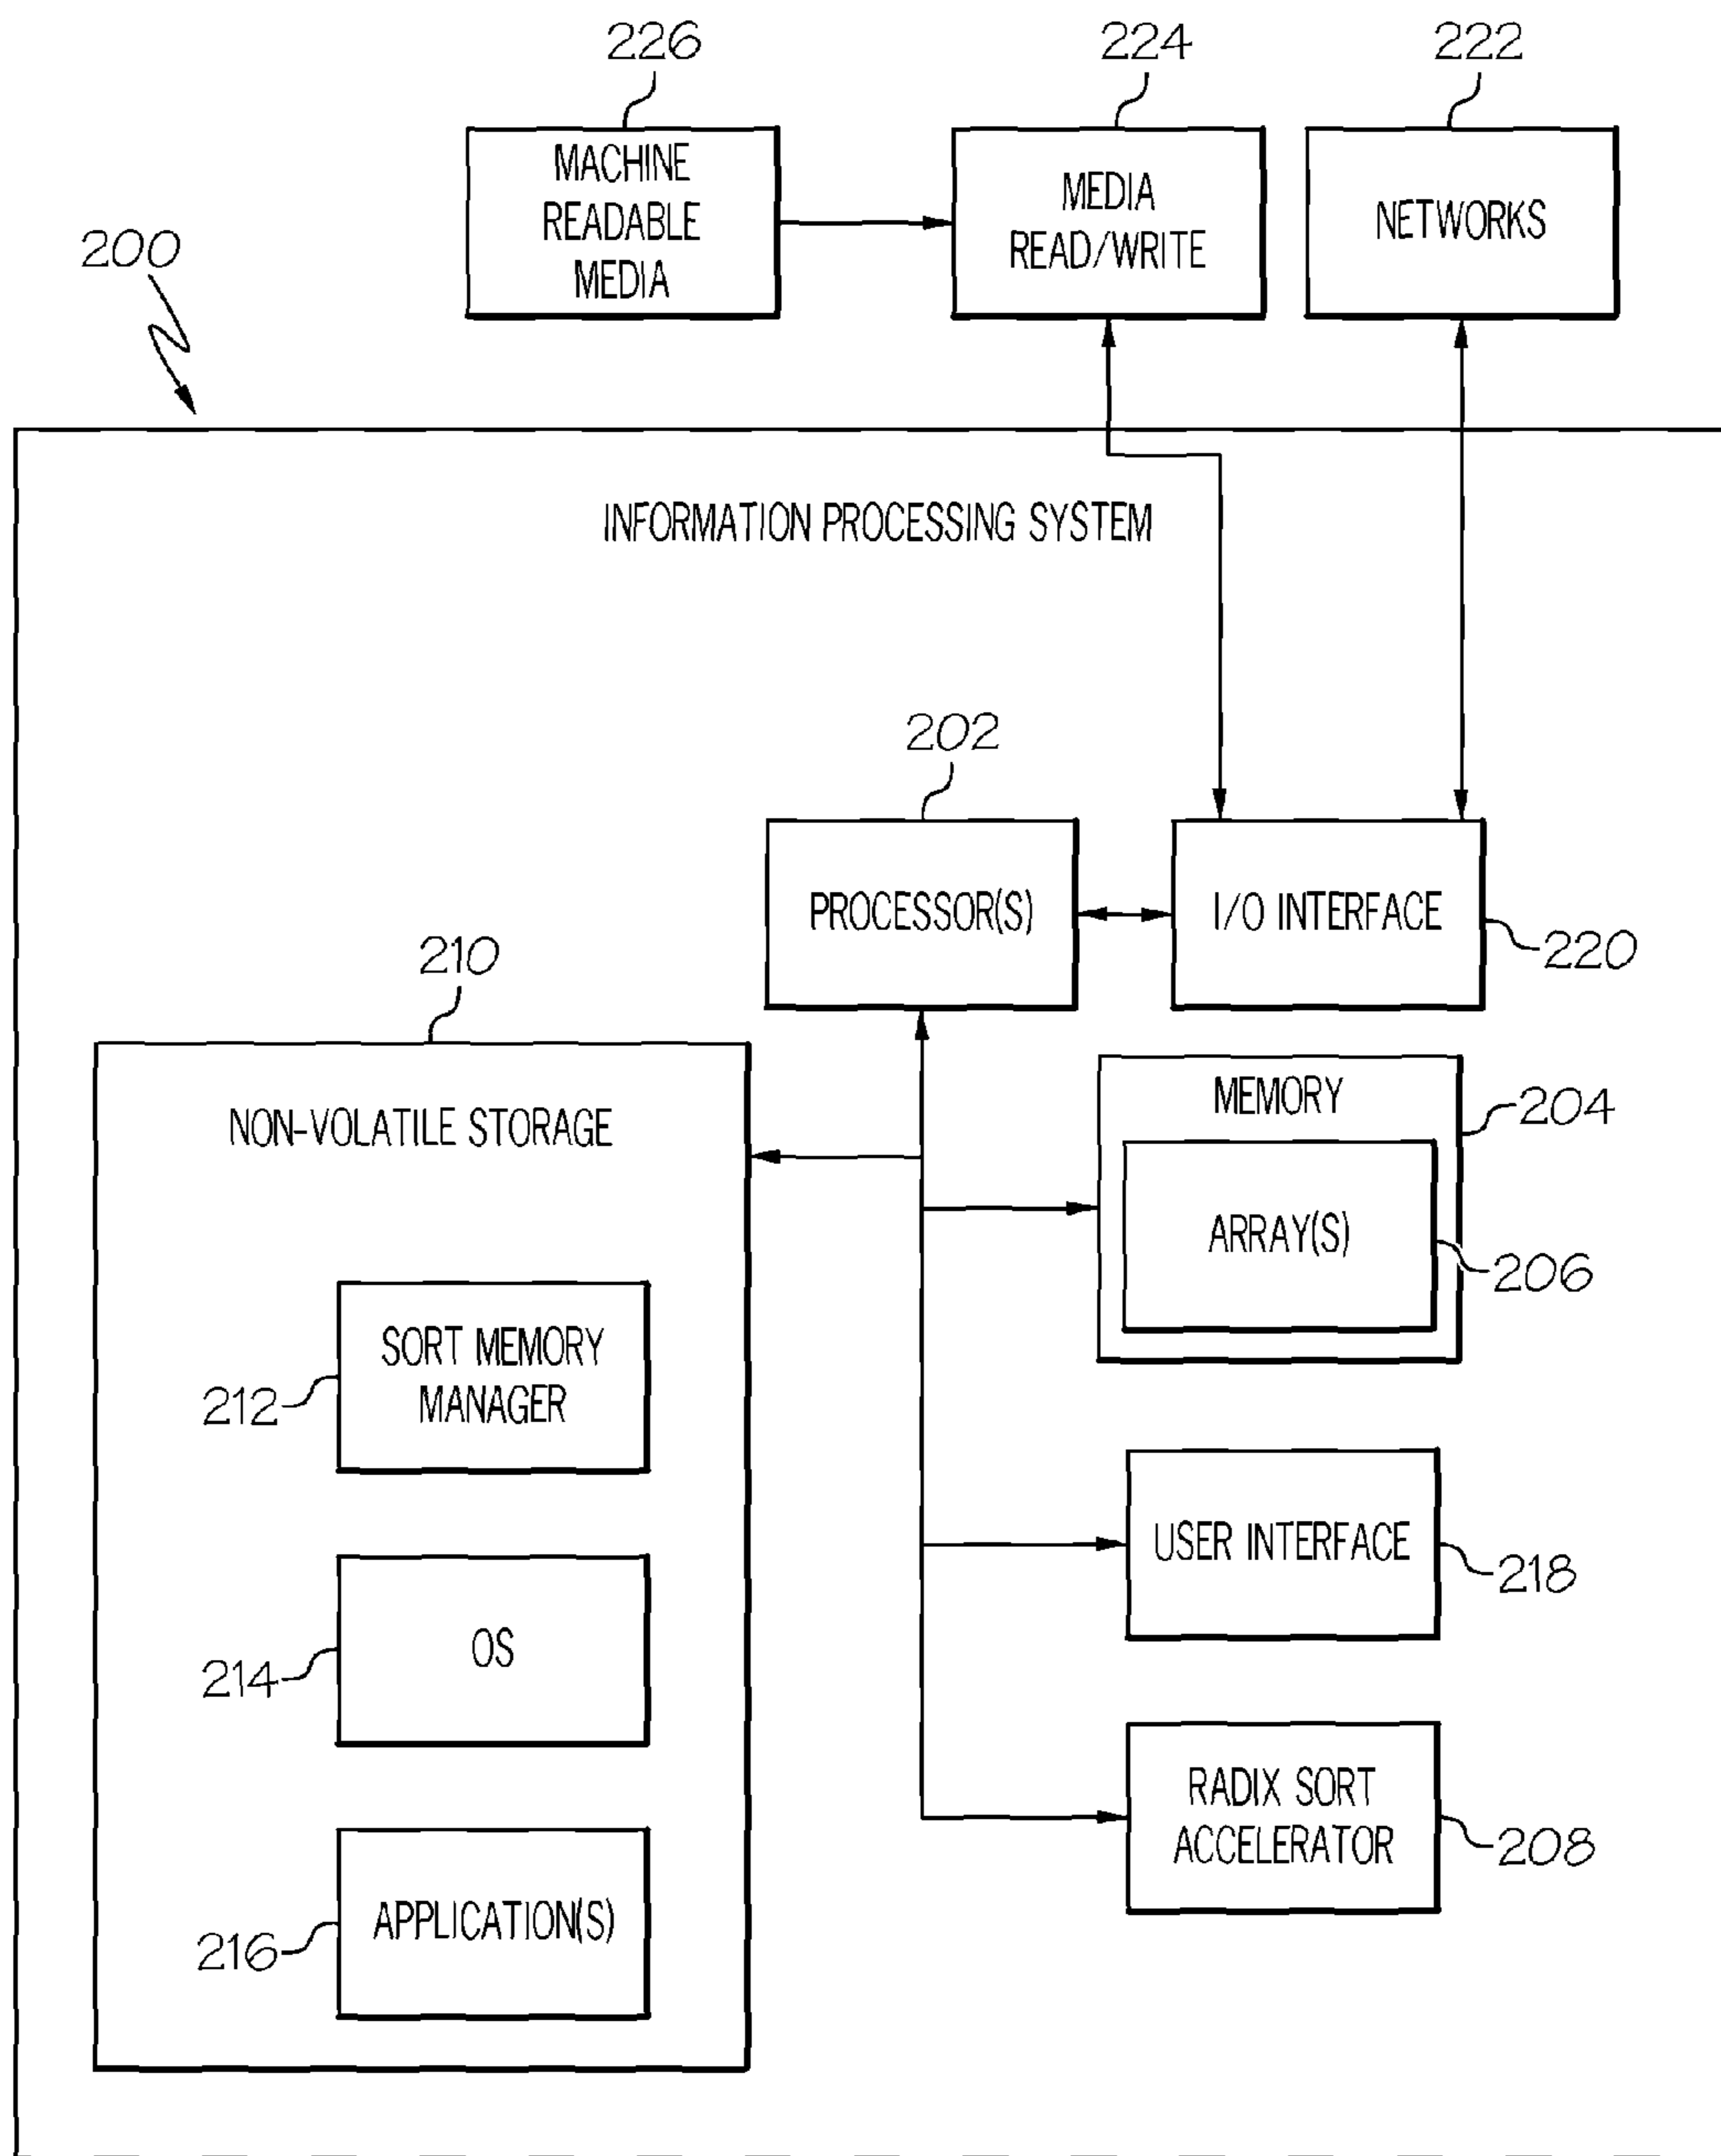 226
224
222
MACHINE
READABLE
MEDIA
MEDIA
READ/WRITE
NETWORKS
200
INFORMATION PROCESSING SYSTEM
202
PROCESSOR(S)
I/O INTERFACE
220
210
NON-VOLATILE STORAGE
MEMORY
204
ARRAY(S)
206
SORT MEMORY
MANAGER
212
USER INTERFACE
218
OS
214
RADIX SORT
ACCELERATOR
208
APPLICATION(S)
216